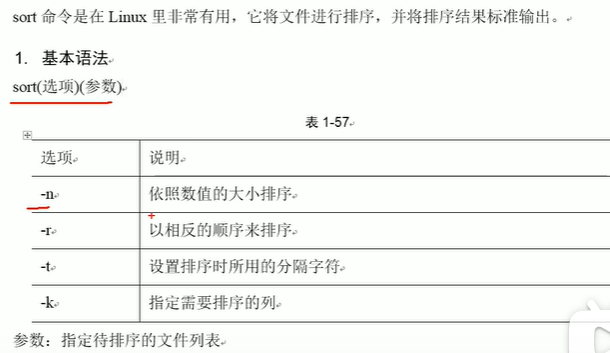 sort 命令是在 Linux 里非常有用，它将文件进行排序，并将排序结果标准输出。
1. 基本语法
sort(选项)(参数)
表 1-57
选项 说明
-n 依照数值的大小排序
-r 以相反的顺序来排序
-t 设置排序时所用的分隔字符
-k 指定需要排序的列
参数：指定待排序的文件列表